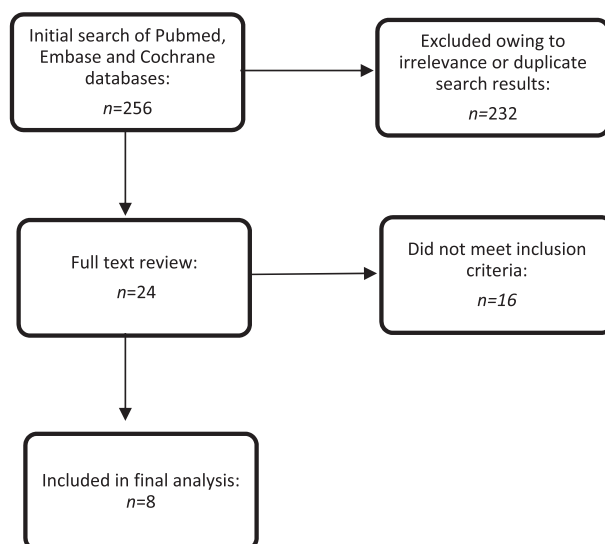 Initial search of Pubmed,
Embase and Cochrane
databases:
n=256
Excluded owing to
irrelevance or duplicate
search results:
n=232
Full text review:
n=24
Did not meet inclusion
criteria:
n=16
Included in final analysis:
n=8